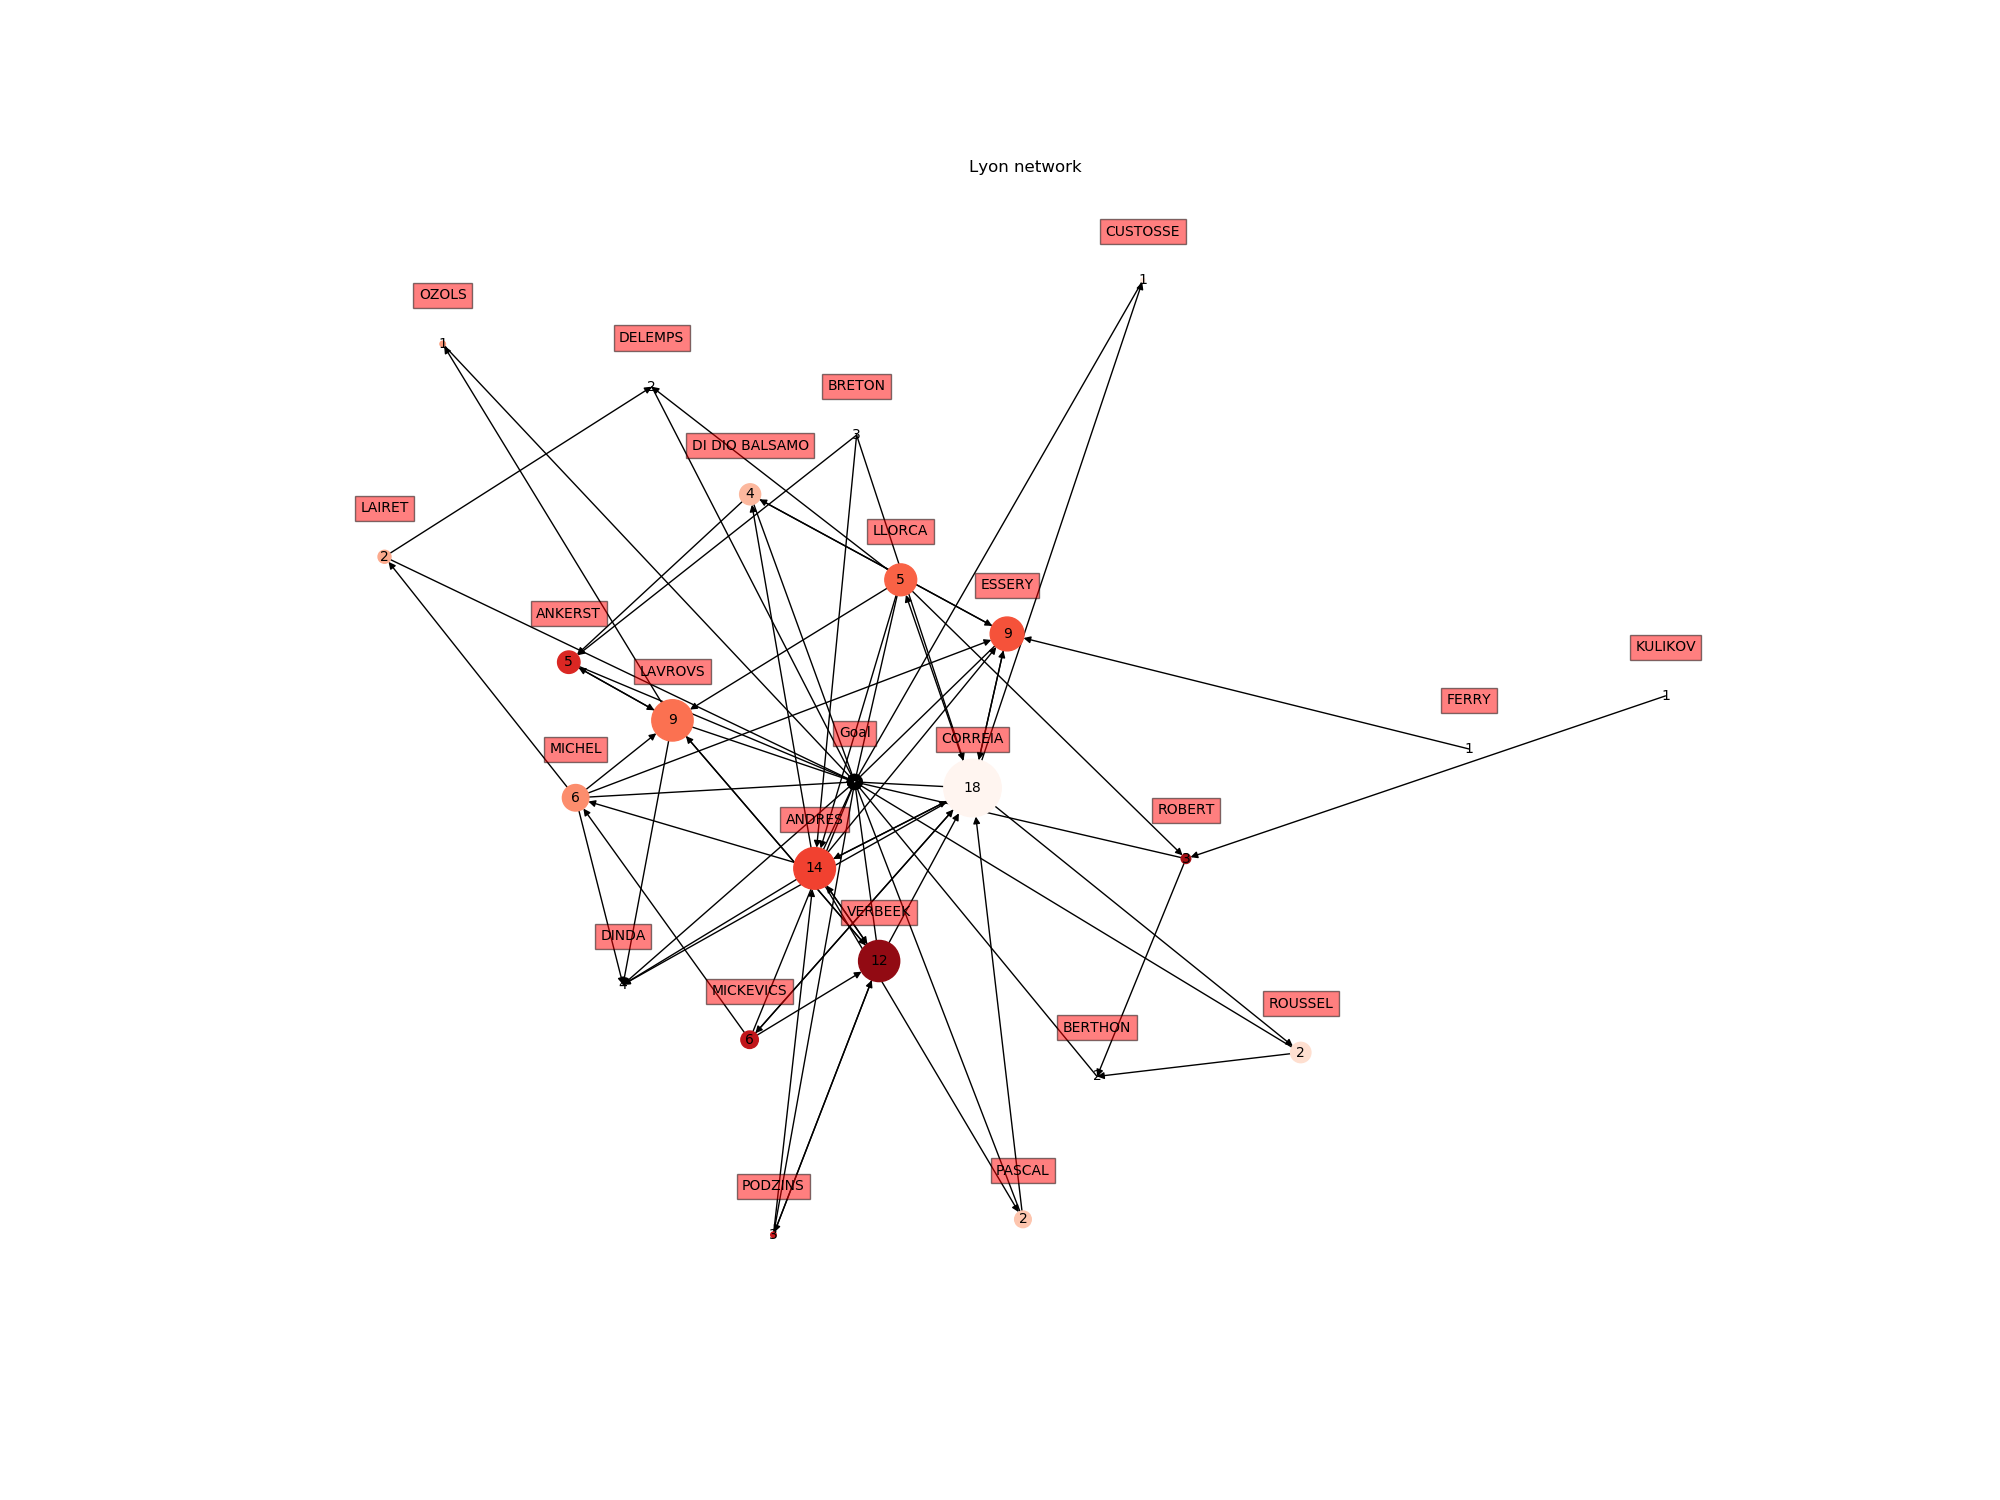 Lyon network
CUSTOSSE
1
OZOLS
1
DELEMPS
2
BRETON
3
DI DIO BALSAMO
4
LAIRET
2
LLORCA
5
ESSERY
9
ANKERST
5
LAVROVS
9
KULIKOV
1
FERRY
1
Goal
CORREIA
18
MICHEL
6
ROBERT
3
ANDRES
14
VERBEEK
12
DINDA
4
MICKEVICS
6
ROUSSEL
2
BERTHON
2
PASCAL
2
PODZINS
3